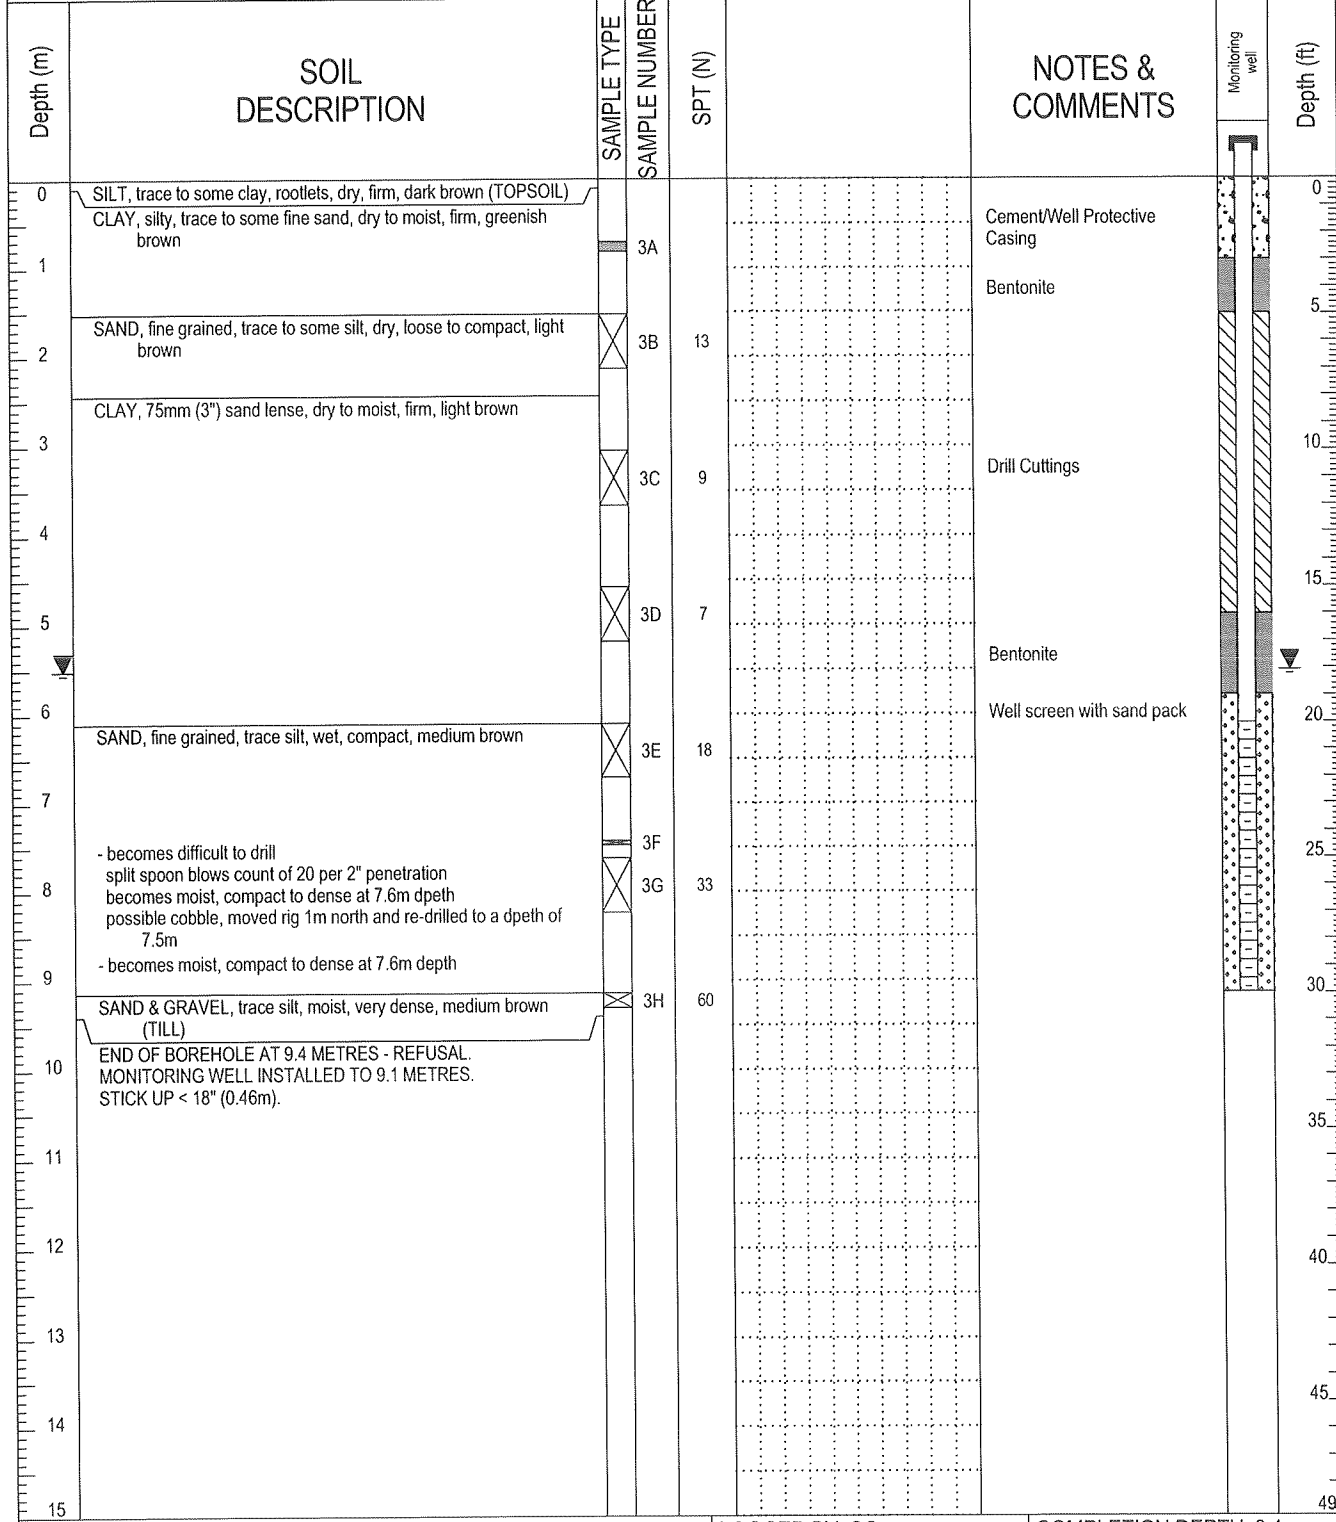 Depth (m)
SOIL
DESCRIPTION
SAMPLE TYPE
SAMPLE NUMBER
SPT (N)
NOTES &
COMMENTS
Monitoring
well
Depth (ft)
0
SILT, trace to some clay, rootlets, dry, firm, dark brown (TOPSOIL)
0
CLAY, silty, trace to some fine sand, dry to moist, firm, greenish
brown
3A
Cement/Well Protective
Casing
1
Bentonite
5
SAND, fine grained, trace to some silt, dry, loose to compact, light
brown
3B
13
2
CLAY, 75mm (3") sand lense, dry to moist, firm, light brown
3
10
3C
9
Drill Cuttings
4
15
3D
7
5
Bentonite
6
Well screen with sand pack
20
SAND, fine grained, trace silt, wet, compact, medium brown
3E
18
7
3F
- becomes difficult to drill
25
split spoon blows count of 20 per 2" penetration
3G
33
8
becomes moist, compact to dense at 7.6m dpeth
possible cobble, moved rig 1m north and re-drilled to a dpeth of
7.5m
- becomes moist, compact to dense at 7.6m depth
9
30
SAND & GRAVEL, trace silt, moist, very dense, medium brown
(TILL)
3H
60
END OF BOREHOLE AT 9.4 METRES - REFUSAL.
10
MONITORING WELL INSTALLED TO 9.1 METRES.
STICK UP < 18" (0.46m).
35
11
12
40
13
45
14
15
49